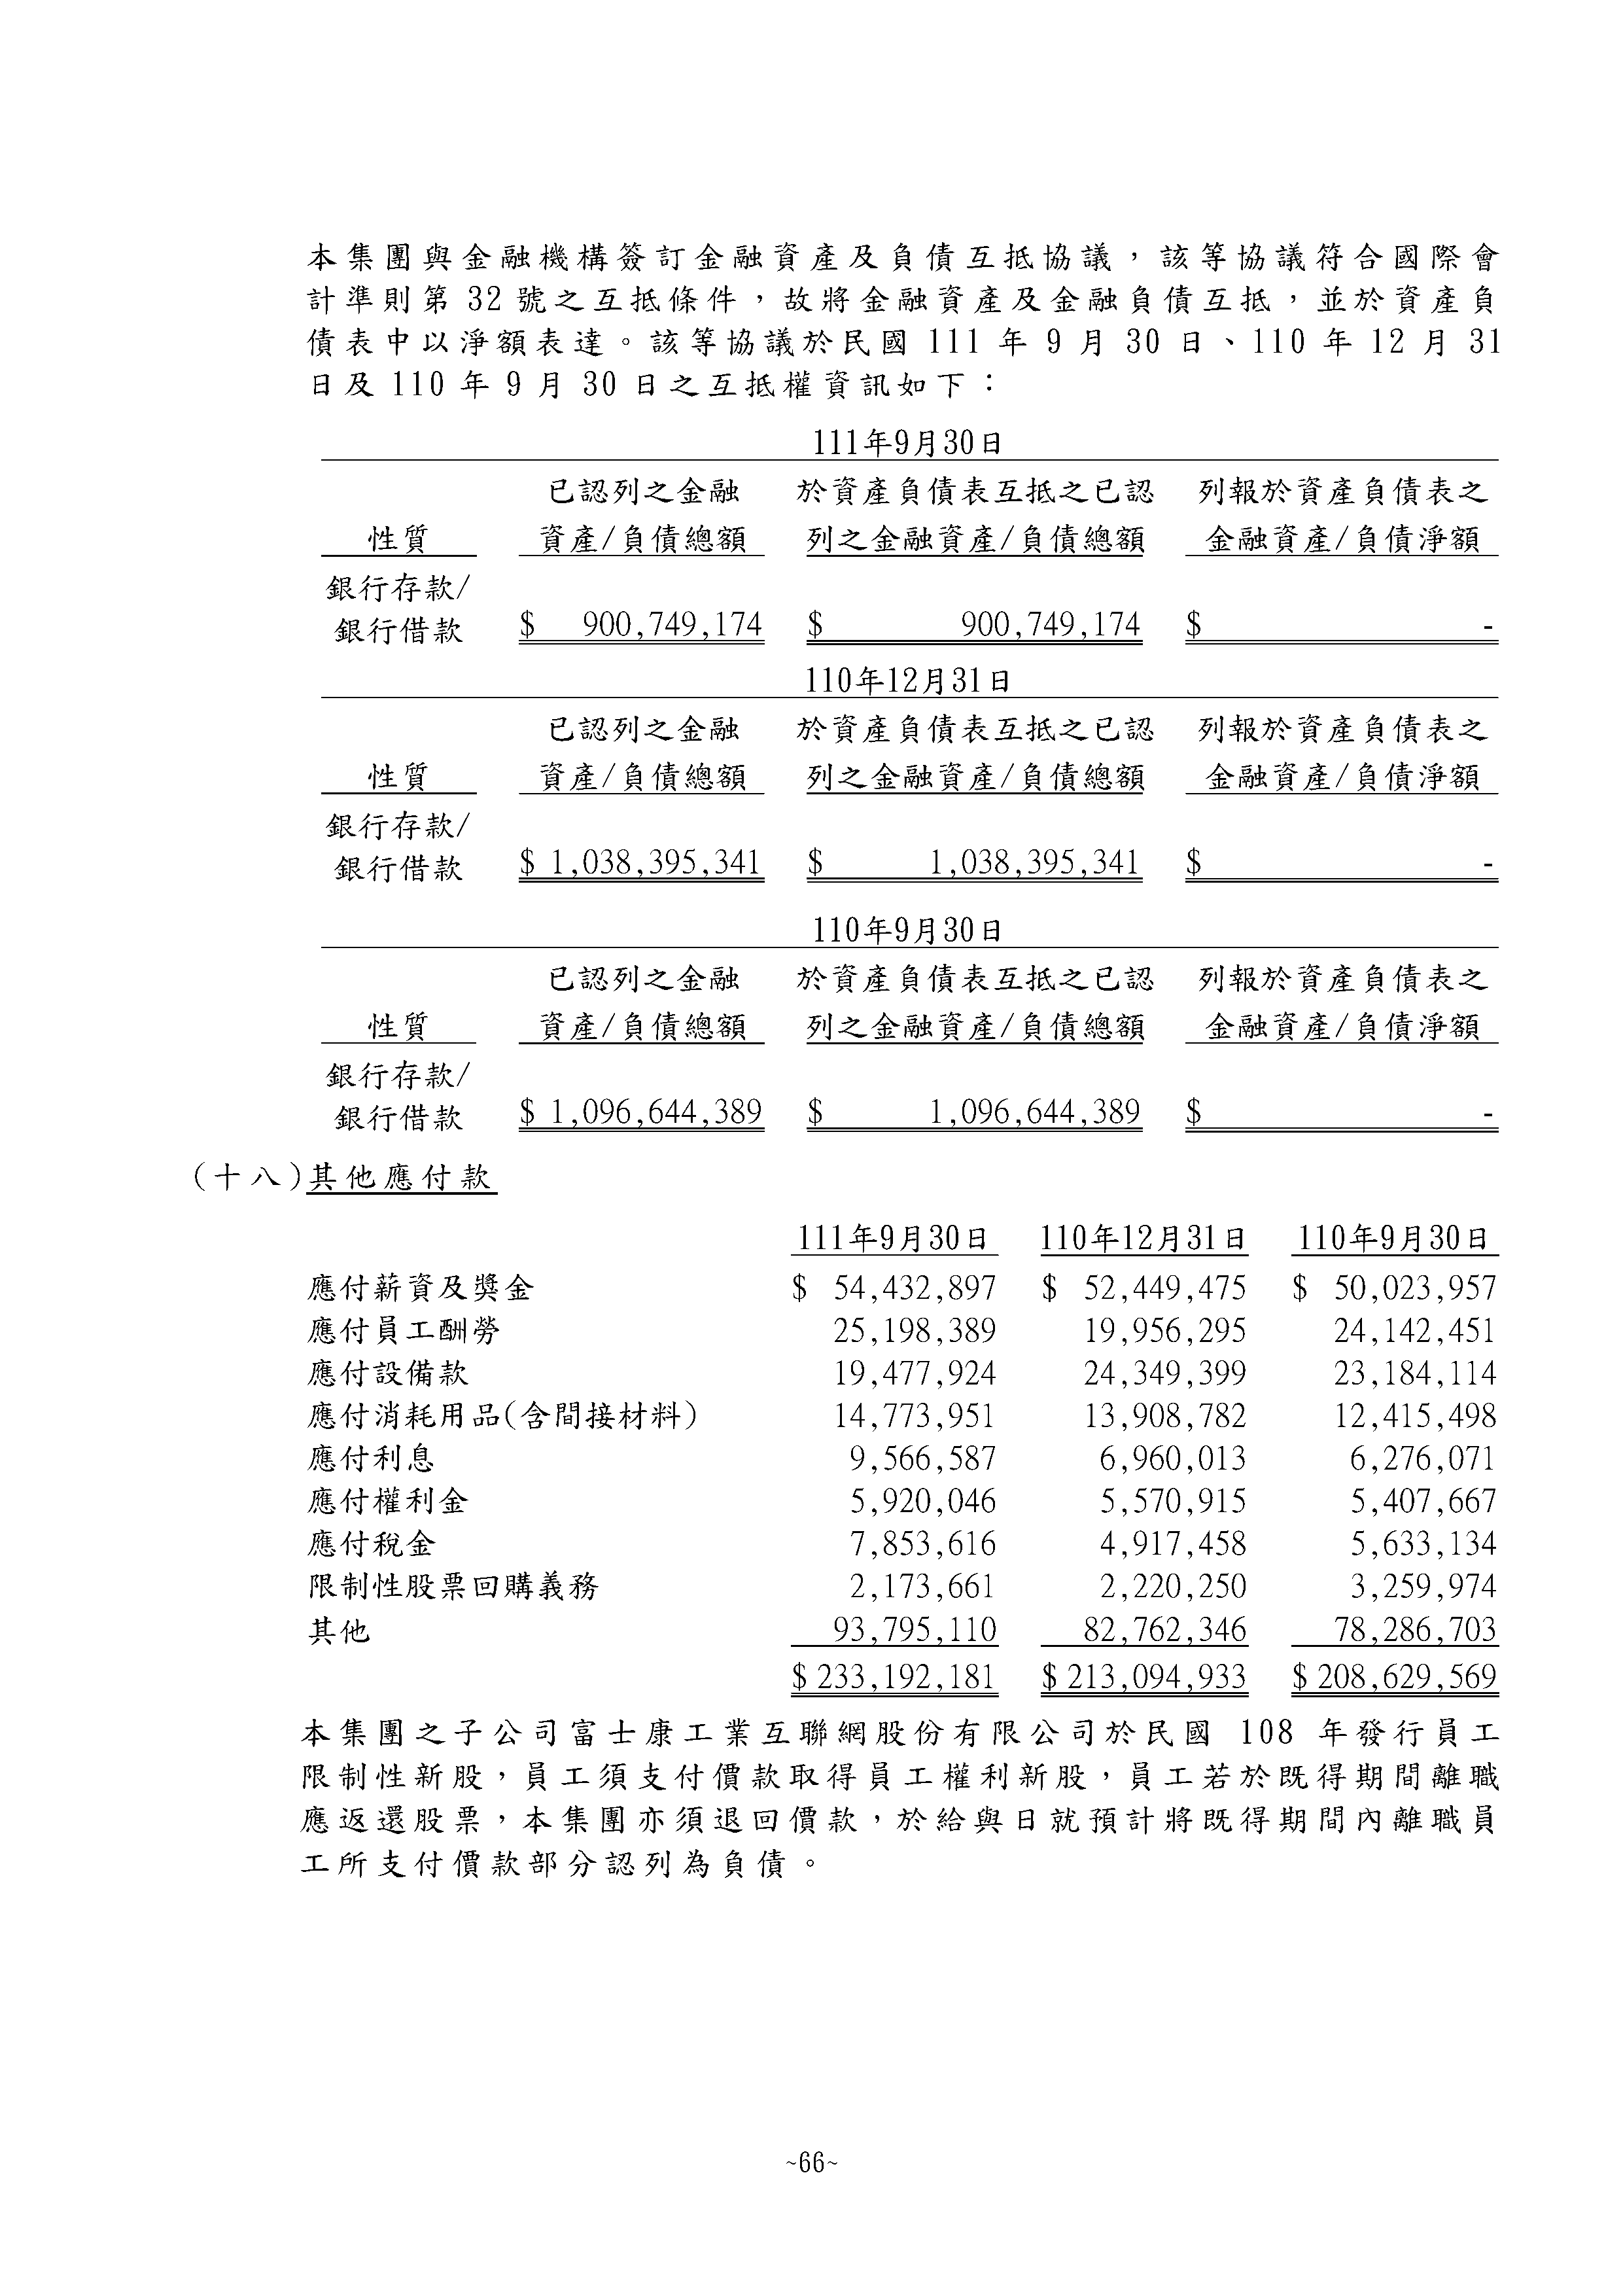 本集團與金融機構簽訂金融資產及負債互抵協議，該等協議符合國際會
計準則第 32 號之互抵條件，故將金融資產及金融負債互抵，並於資產負
債表中以淨額表達。該等協議於民國 111 年 9 月 30 日、110 年 12 月 31
日及 110 年 9 月 30 日之互抵權資訊如下：
111年9月30日
已認列之金融 於資產負債表互抵之已認 列報於資產負債表之
性質 資產/負債總額 列之金融資產/負債總額 金融資產/負債淨額
銀行存款/
銀行借款 $ 900,749,174 $ 900,749,174 $ -
110年12月31日
已認列之金融 於資產負債表互抵之已認 列報於資產負債表之
性質 資產/負債總額 列之金融資產/負債總額 金融資產/負債淨額
銀行存款/
銀行借款 $ 1,038,395,341 $ 1,038,395,341 $ -
110年9月30日
已認列之金融 於資產負債表互抵之已認 列報於資產負債表之
性質 資產/負債總額 列之金融資產/負債總額 金融資產/負債淨額
銀行存款/
銀行借款 $ 1,096,644,389 $ 1,096,644,389 $ -
(十八)其他應付款
111年9月30日 110年12月31日 110年9月30日
應付薪資及獎金 $ 54,432,897 $ 52,449,475 $ 50,023,957
應付員工酬勞 25,198,389 19,956,295 24,142,451
應付設備款 19,477,924 24,349,399 23,184,114
應付消耗用品(含間接材料) 14,773,951 13,908,782 12,415,498
應付利息 9,566,587 6,960,013 6,276,071
應付權利金 5,920,046 5,570,915 5,407,667
應付稅金 7,853,616 4,917,458 5,633,134
限制性股票回購義務 2,173,661 2,220,250 3,259,974
其他 93,795,110 82,762,346 78,286,703
$ 233,192,181 $ 213,094,933 $ 208,629,569
本集團之子公司富士康工業互聯網股份有限公司於民國 108 年發行員工
限制性新股，員工須支付價款取得員工權利新股，員工若於既得期間離職
應返還股票，本集團亦須退回價款，於給與日就預計將既得期間內離職員
工所支付價款部分認列為負債。
~66~